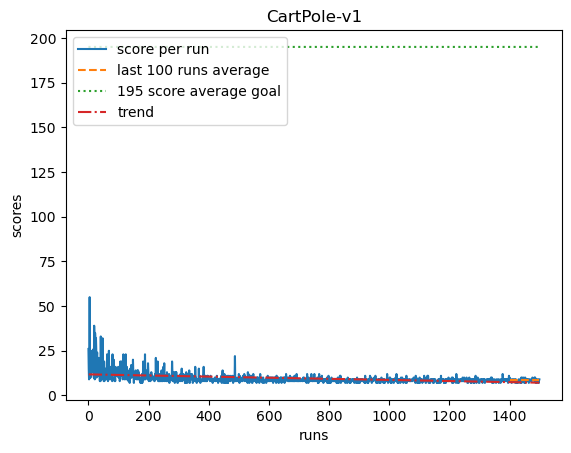 CartPole-v1
score per run
last 100 runs average
195 score average goal
trend
scores
200
175
150
125
100
75
50
25
0
0 200 400 600 800 1000 1200 1400
runs